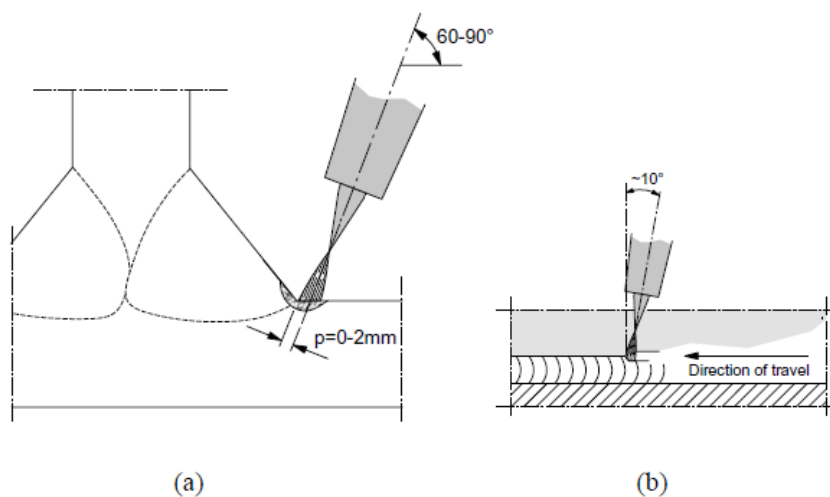 60-90°
p=0-2mm
~10°
Direction of travel
(a)
(b)